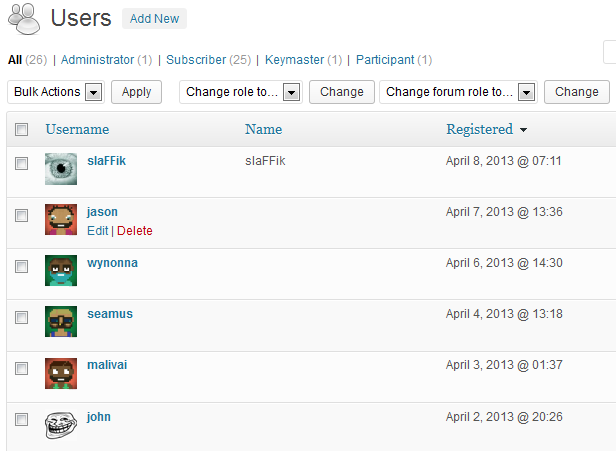 Users Add New
All (26) | Administrator (1) | Subscriber (25) | Keymaster (1) | Participant (1)
Bulk Actions Apply Change role to... Change Change forum role to... Change
Username Name Registered
slaFFik slaFFik April 8, 2013 @ 07:11
jason April 7, 2013 @ 13:36
Edit | Delete
wynonna April 6, 2013 @ 14:30
seamus April 4, 2013 @ 13:18
malivai April 3, 2013 @ 01:37
john April 2, 2013 @ 20:26